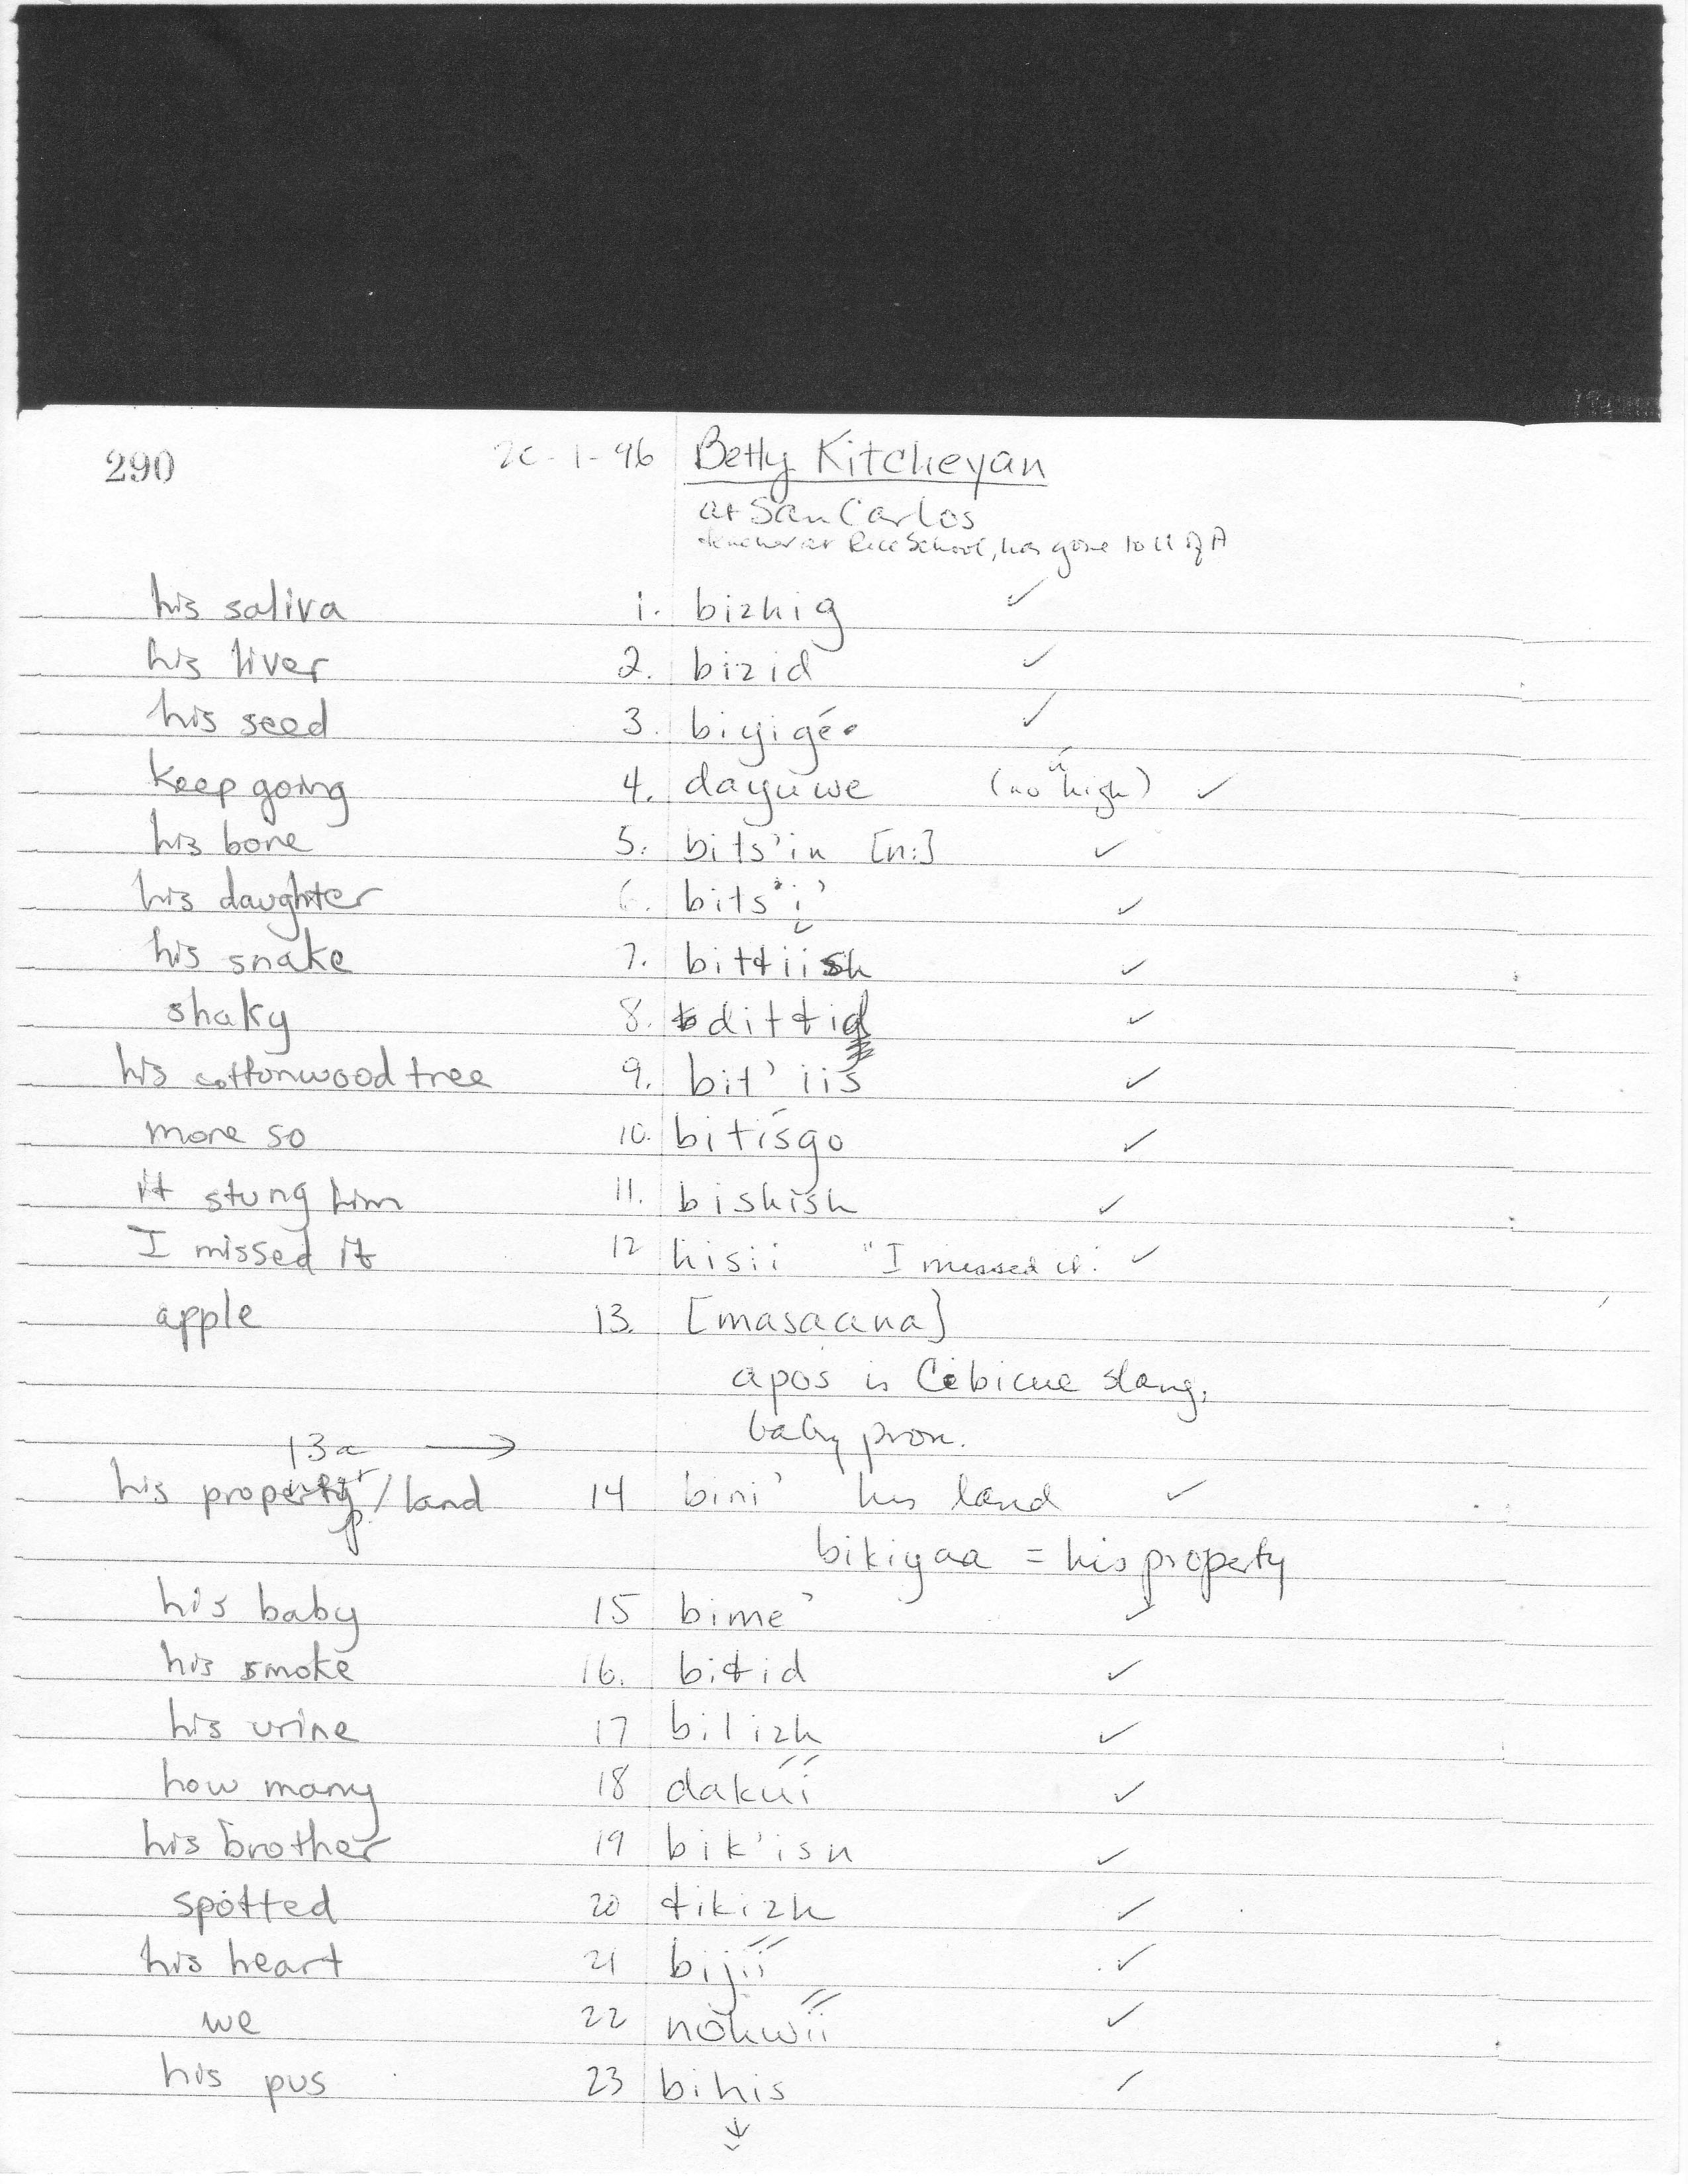 290 20-1-96 Betty Kitcheyan
at San Carlos
teacher at Rice School, has gone to U of A
his saliva 1. bizhig ✓
his liver 2. bizid ✓
his seed 3. biyigé• ✓
keep going 4. dayuwe (no high) ✓
his bone 5. bits'in [n:] ✓
his daughter 6. bits'i' ✓
his snake 7. bitłiish ✓
shaky 8. ditłid ✓
his cottonwood tree 9. bit'iis ✓
more so 10. bitísgo ✓
it stung him 11. bishish ✓
I missed it 12 hisii "I missed it." ✓
apple 13. [masaana]
apos is Cibicue slang,
baby pron.
13a →
his property/land 14 bini' his land ✓
bikiyaa = his property
his baby 15 bime' ✓
his smoke 16. biłid ✓
his urine 17 bilizh ✓
how many 18 dakúí ✓
his brother 19 bik'isn ✓
spotted 20 łikizh ✓
his heart 21 bijíí ✓
we 22 nohwíí ✓
his pus 23 bihis ✓
↓